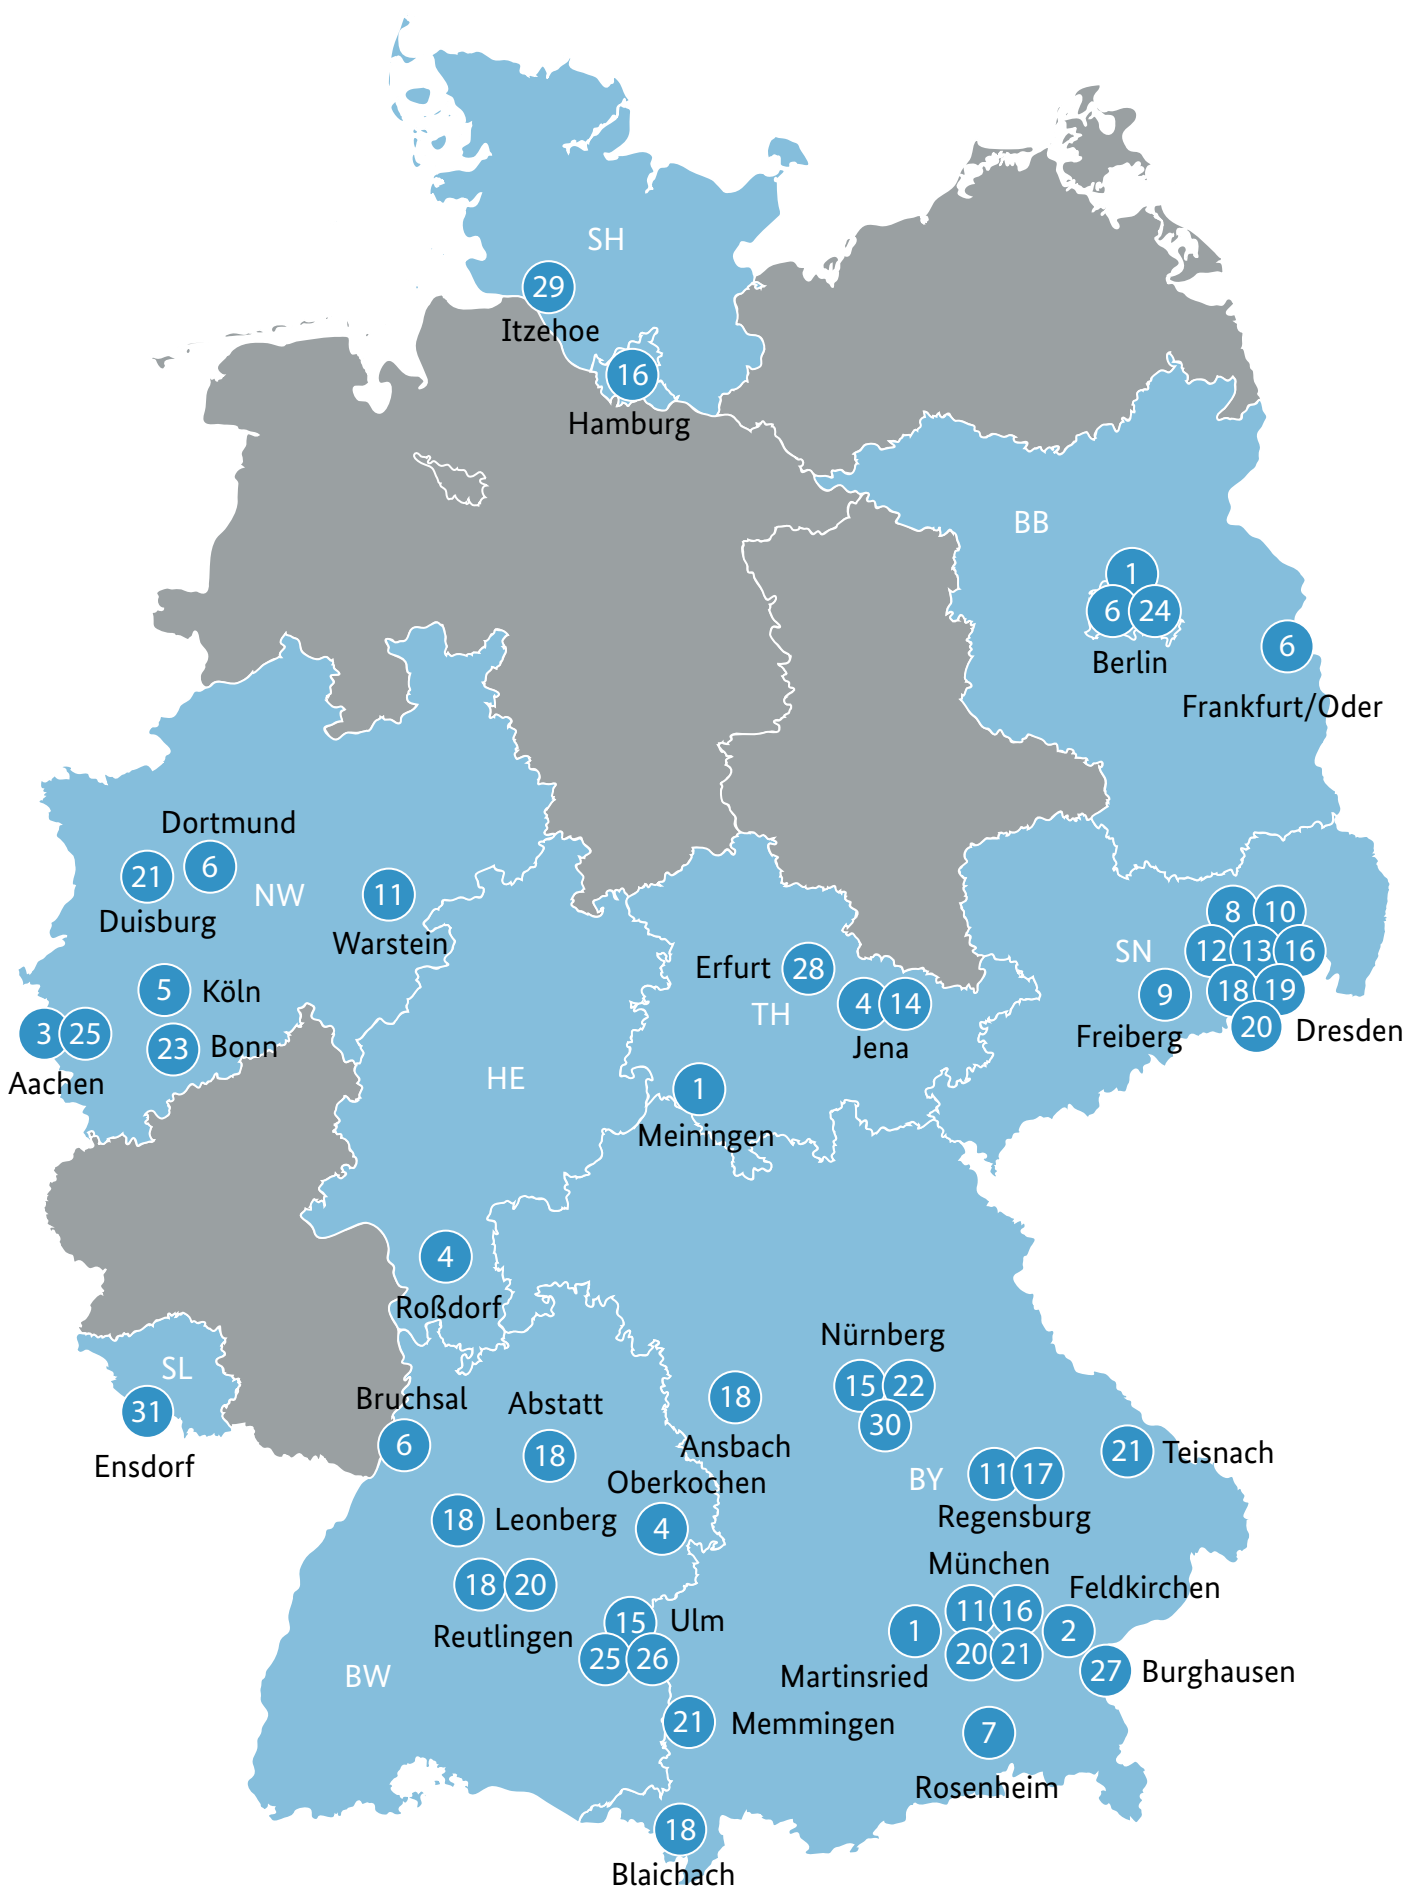 SH
29
Itzehoe
16
Hamburg
BB
1
6 24
Berlin
6
Frankfurt/Oder
Dortmund
21 6
NW
11
Duisburg
Warstein
5 Köln
3 25
23 Bonn
Aachen
HE
Erfurt 28
TH
4 14
Jena
1
Meiningen
8 10
SN
12 13 16
9
18 19
Freiberg
20 Dresden
4
Roßdorf
SL
31
Ensdorf
Bruchsal
6
Abstatt
18
18
Ansbach
Nürnberg
15 22
30
Oberkochen
4
BY
11 17
Regensburg
21 Teisnach
18 Leonberg
18 20
Reutlingen
15 Ulm
25 26
BW
München
Feldkirchen
11 16
1
2
20 21
Martinsried
27 Burghausen
21 Memmingen
7
Rosenheim
18
Blaichach